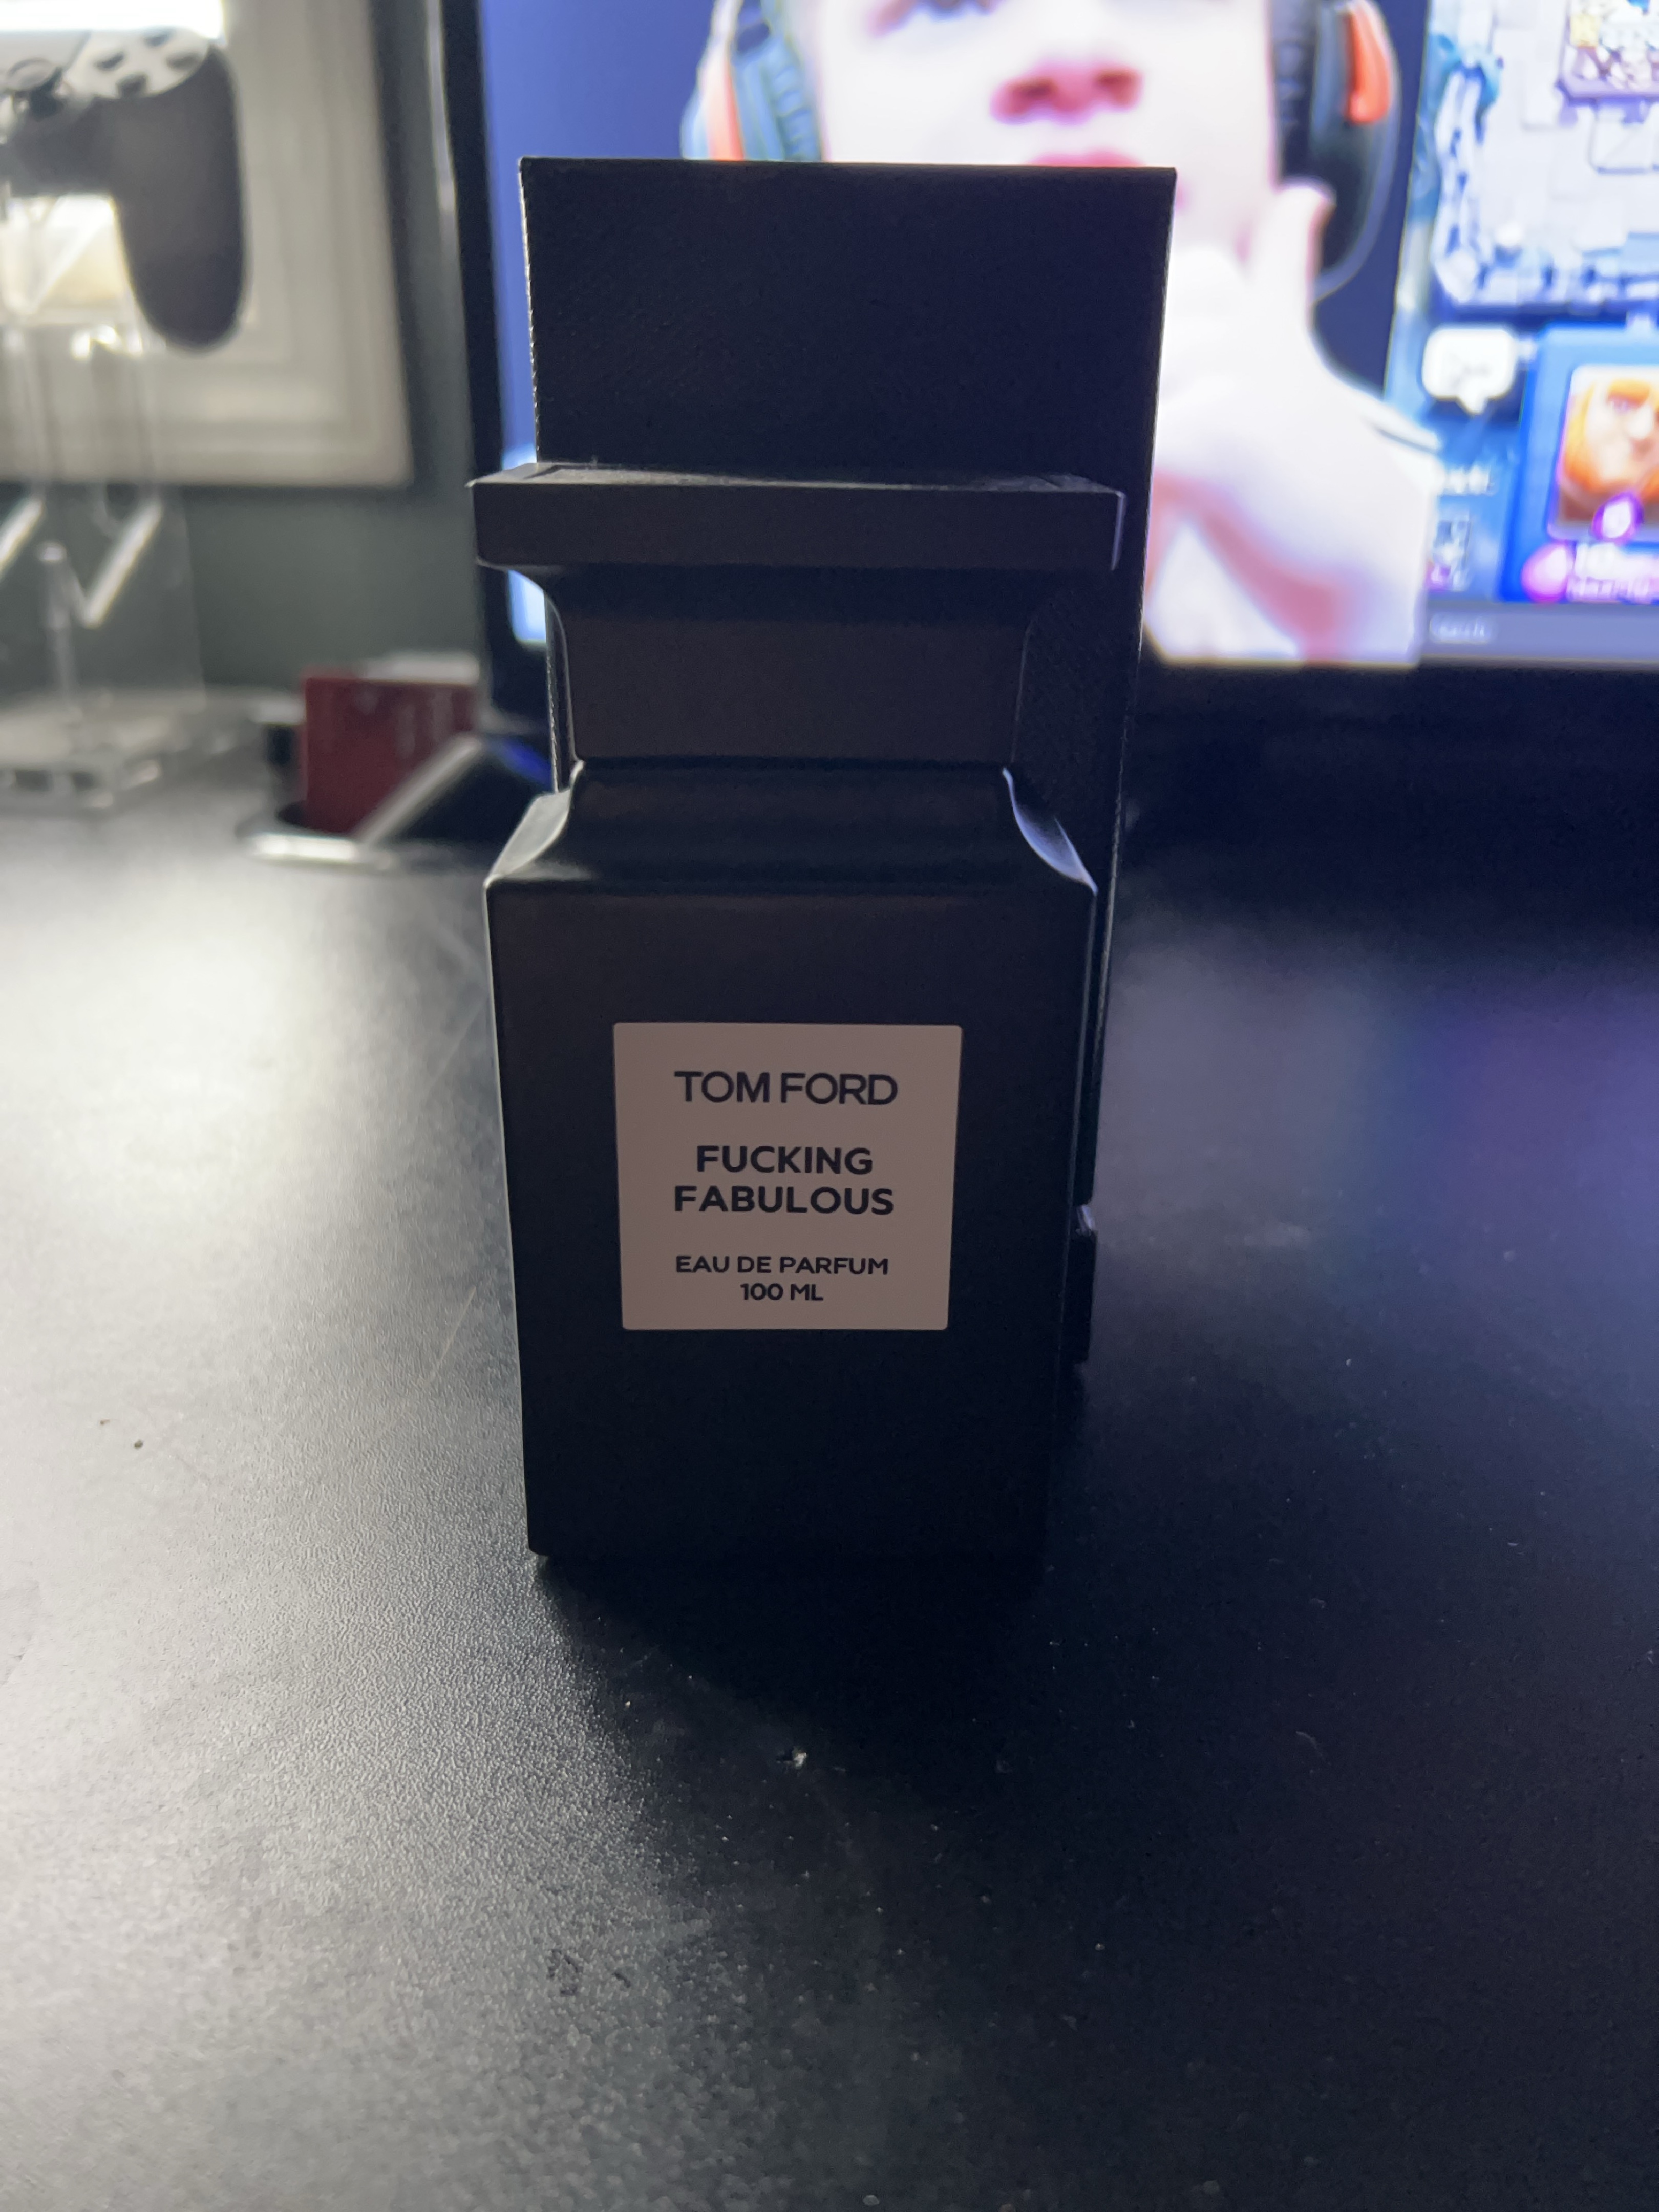 TOM FORD
FUCKING
FABULOUS
EAU DE PARFUM
100 ML